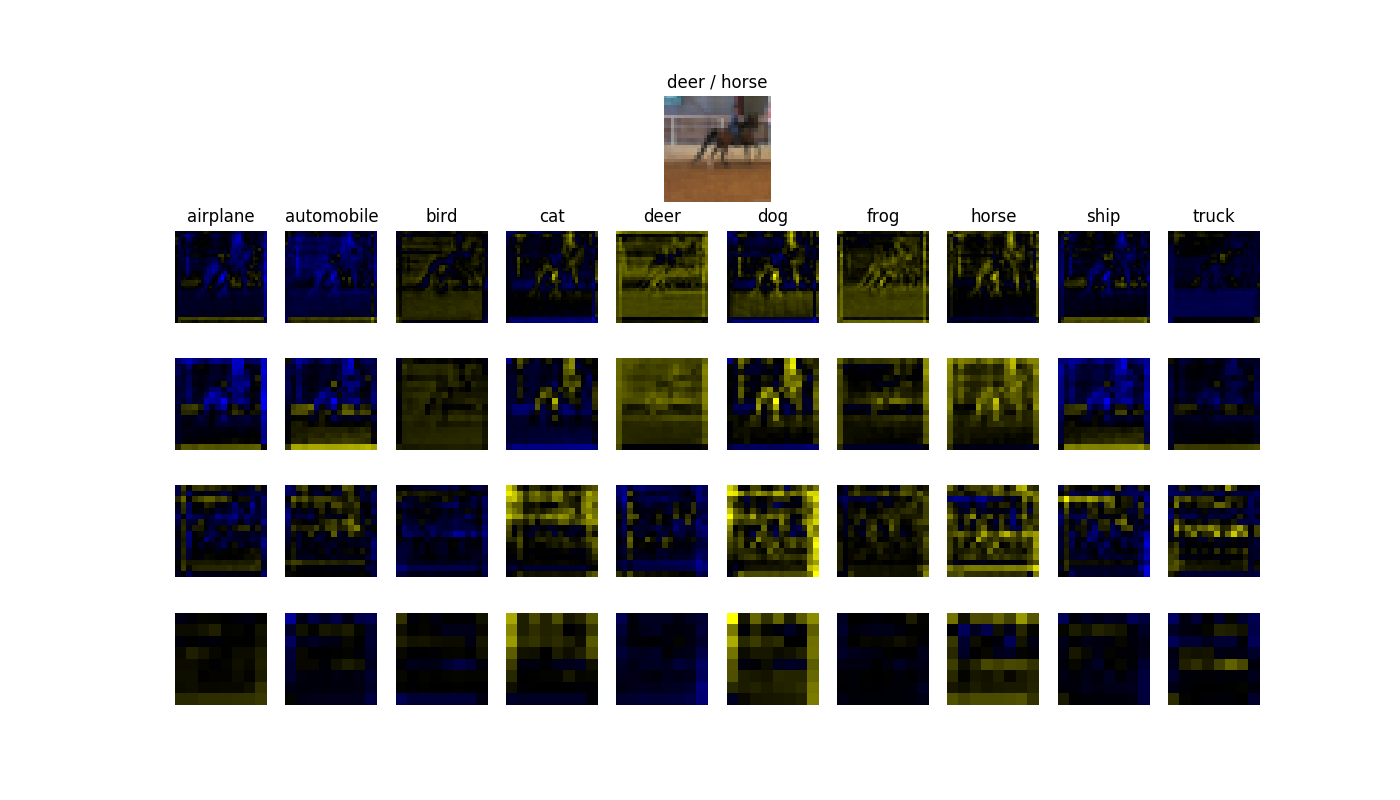 deer / horse
airplane automobile bird cat deer dog frog horse ship truck